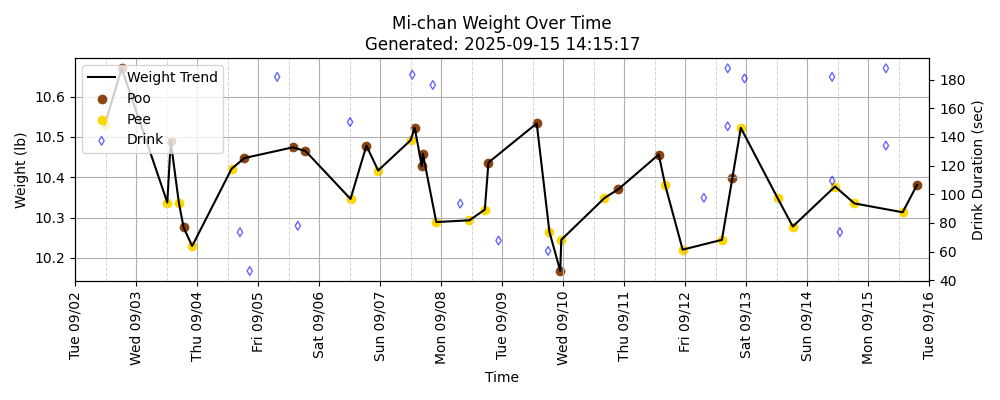 Mi-chan Weight Over Time
Generated: 2025-09-15 14:15:17
Weight Trend
Poo
Pee
Drink
Weight (lb)
10.6
10.5
10.4
10.3
10.2
Drink Duration (sec)
180
160
140
120
100
80
60
40
Tue 09/02
Wed 09/03
Thu 09/04
Fri 09/05
Sat 09/06
Sun 09/07
Mon 09/08
Tue 09/09
Wed 09/10
Thu 09/11
Fri 09/12
Sat 09/13
Sun 09/14
Mon 09/15
Tue 09/16
Time